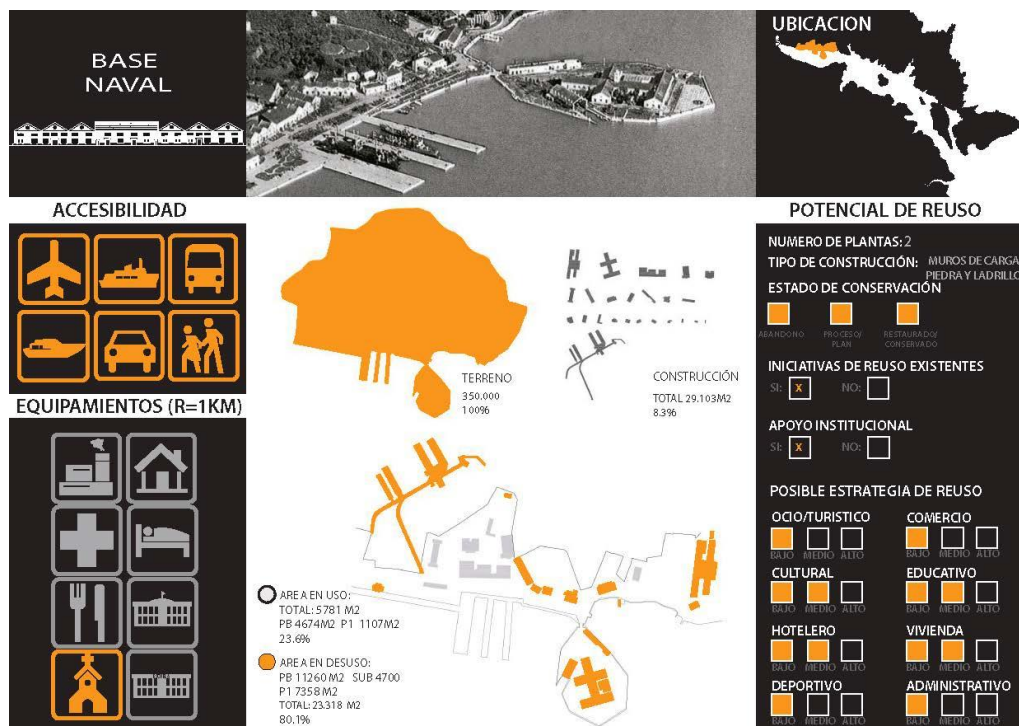 BASE
NAVAL
UBICACION
ACCESIBILIDAD
EQUIPAMIENTOS (R=1KM)
TERRENO
350.000
100%
CONSTRUCCIÓN
TOTAL 29.103M2
8.3%
AREA EN USO:
TOTAL: 5781 M2
PB 4674M2 P1 1107M2
23.6%
AREA EN DESUSO:
PB 11260 M2 SUB 4700
P1 7358 M2
TOTAL: 23.318 M2
80.1%
POTENCIAL DE REUSO
NUMERO DE PLANTAS: 2
TIPO DE CONSTRUCCIÓN: MUROS DE CARGA
PIEDRA Y LADRILLO
ESTADO DE CONSERVACIÓN
ABANDONO PROCESO/ RESTAURADO/
PLAN CONSERVADO
INICIATIVAS DE REUSO EXISTENTES
SI: X NO:
APOYO INSTITUCIONAL
SI: X NO:
POSIBLE ESTRATEGIA DE REUSO
OCIO/TURISTICO COMERCIO
BAJO MEDIO ALTO BAJO MEDIO ALTO
CULTURAL EDUCATIVO
BAJO MEDIO ALTO BAJO MEDIO ALTO
HOTELERO VIVIENDA
BAJO MEDIO ALTO BAJO MEDIO ALTO
DEPORTIVO ADMINISTRATIVO
BAJO MEDIO ALTO BAJO MEDIO ALTO